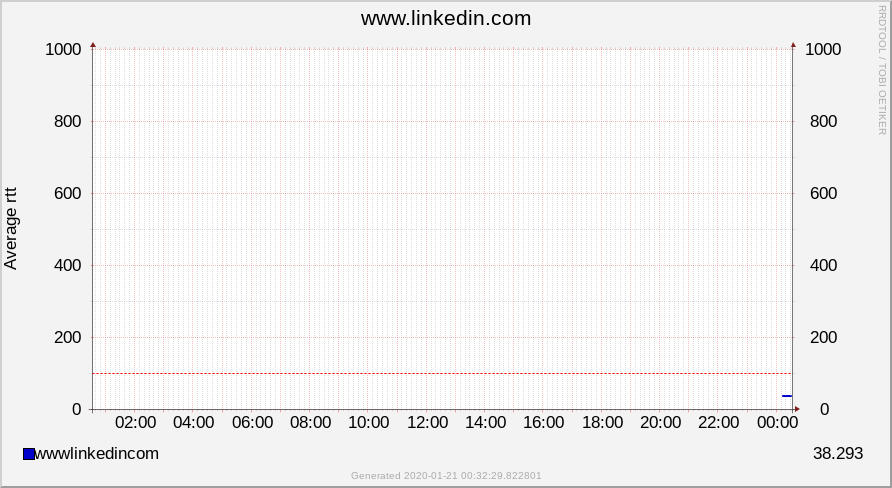 www.linkedin.com
RRDTOOL / TOBI OETIKER
Average rtt
1000 1000
800 800
600 600
400 400
200 200
0 0
02:00 04:00 06:00 08:00 10:00 12:00 14:00 16:00 18:00 20:00 22:00 00:00
wwwlinkedincom 38.293
Generated 2020-01-21 00:32:29.822801